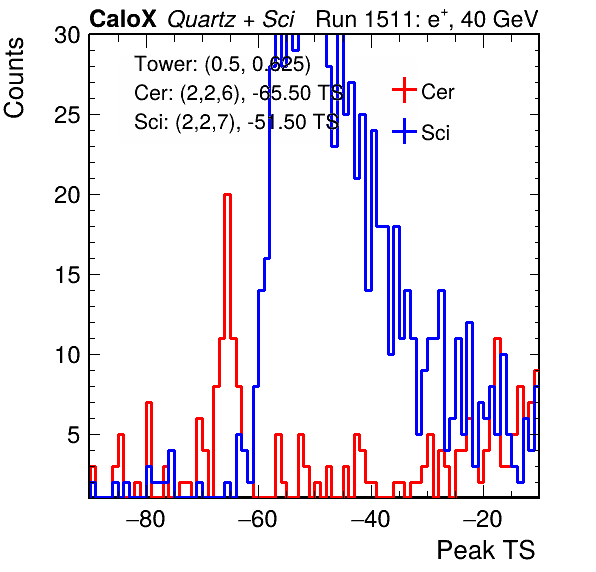 CaloX Quartz + Sci Run 1511: e+, 40 GeV
Counts
30
25
20
15
10
5
Tower: (0.5, 0.625)
Cer: (2,2,6), -65.50 TS
Sci: (2,2,7), -51.50 TS
Cer
Sci
−80 −60 −40 −20
Peak TS